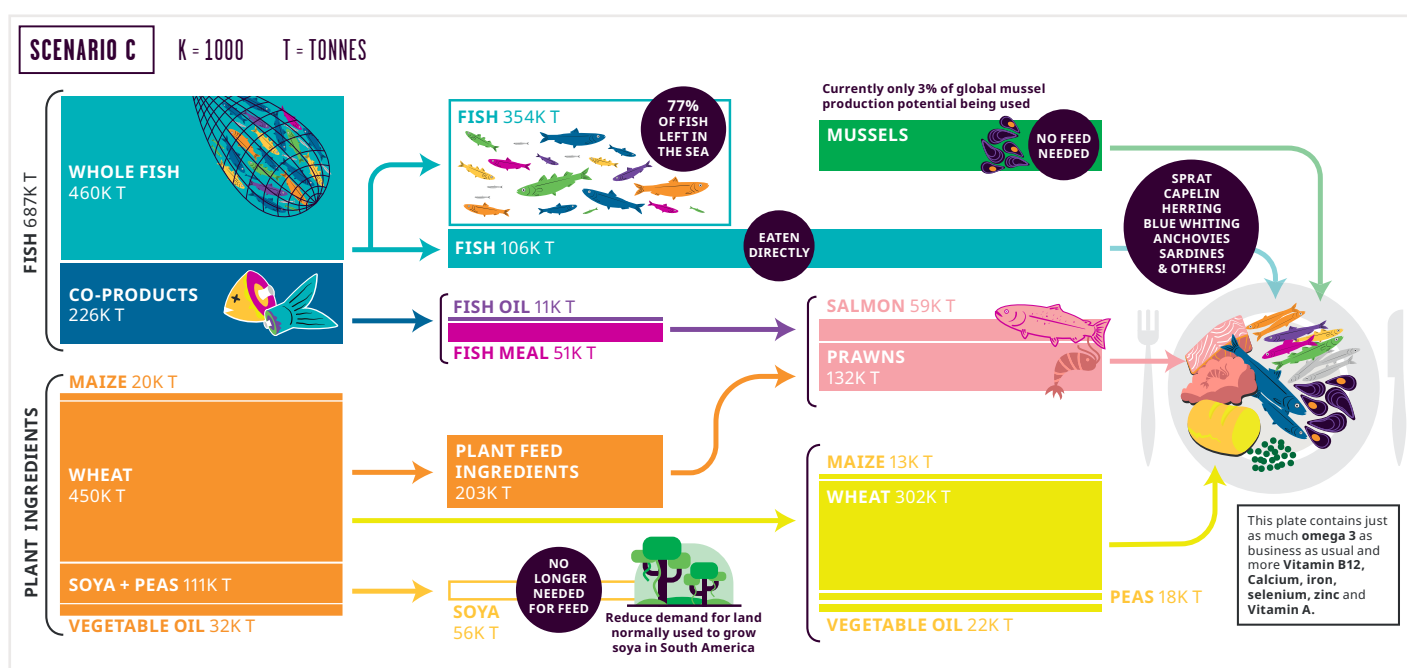 SCENARIO C K = 1000 T = TONNES
FISH 687K T
WHOLE FISH
460K T
CO-PRODUCTS
226K T
FISH 354K T
77%
OF FISH
LEFT IN
THE SEA
FISH 106K T
EATEN
DIRECTLY
Currently only 3% of global mussel
production potential being used
MUSSELS
NO FEED
NEEDED
SPRAT
CAPELIN
HERRING
BLUE WHITING
ANCHOVIES
SARDINES
& OTHERS!
FISH OIL 11K T
FISH MEAL 51K T
SALMON 59K T
PRAWNS
132K T
PLANT INGREDIENTS
MAIZE 20K T
WHEAT
450K T
SOYA + PEAS 111K T
VEGETABLE OIL 32K T
PLANT FEED
INGREDIENTS
203K T
NO
LONGER
NEEDED
FOR FEED
SOYA
56K T
Reduce demand for land
normally used to grow
soya in South America
MAIZE 13K T
WHEAT 302K T
PEAS 18K T
VEGETABLE OIL 22K T
This plate contains just
as much omega 3 as
business as usual and
more Vitamin B12,
Calcium, iron,
selenium, zinc and
Vitamin A.